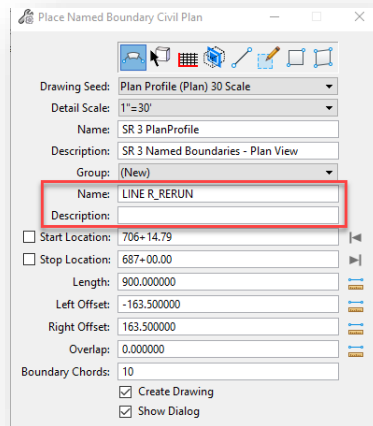 Place Named Boundary Civil Plan
Drawing Seed: Plan Profile (Plan) 30 Scale
Detail Scale: 1"=30'
Name: SR 3 PlanProfile
Description: SR 3 Named Boundaries - Plan View
Group: (New)
Name: LINE R_RERUN
Description:
Start Location: 706+14.79
Stop Location: 687+00.00
Length: 900.000000
Left Offset: -163.500000
Right Offset: 163.500000
Overlap: 0.000000
Boundary Chords: 10
Create Drawing
Show Dialog